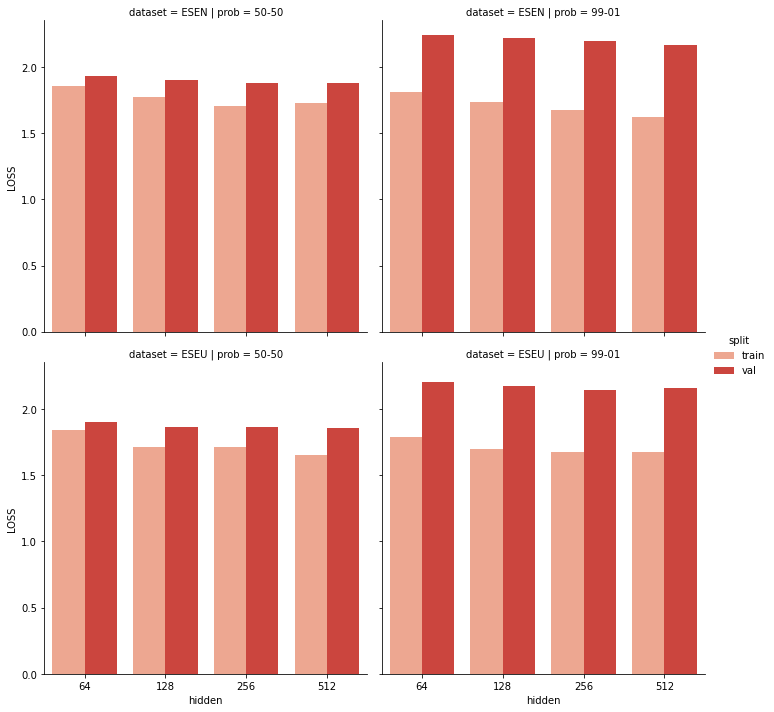 dataset = ESEN | prob = 50-50
dataset = ESEN | prob = 99-01
2.0
1.5
1.0
0.5
0.0
LOSS
split
train
val
dataset = ESEU | prob = 50-50
dataset = ESEU | prob = 99-01
2.0
1.5
1.0
0.5
0.0
LOSS
64 128 256 512
64 128 256 512
hidden
hidden